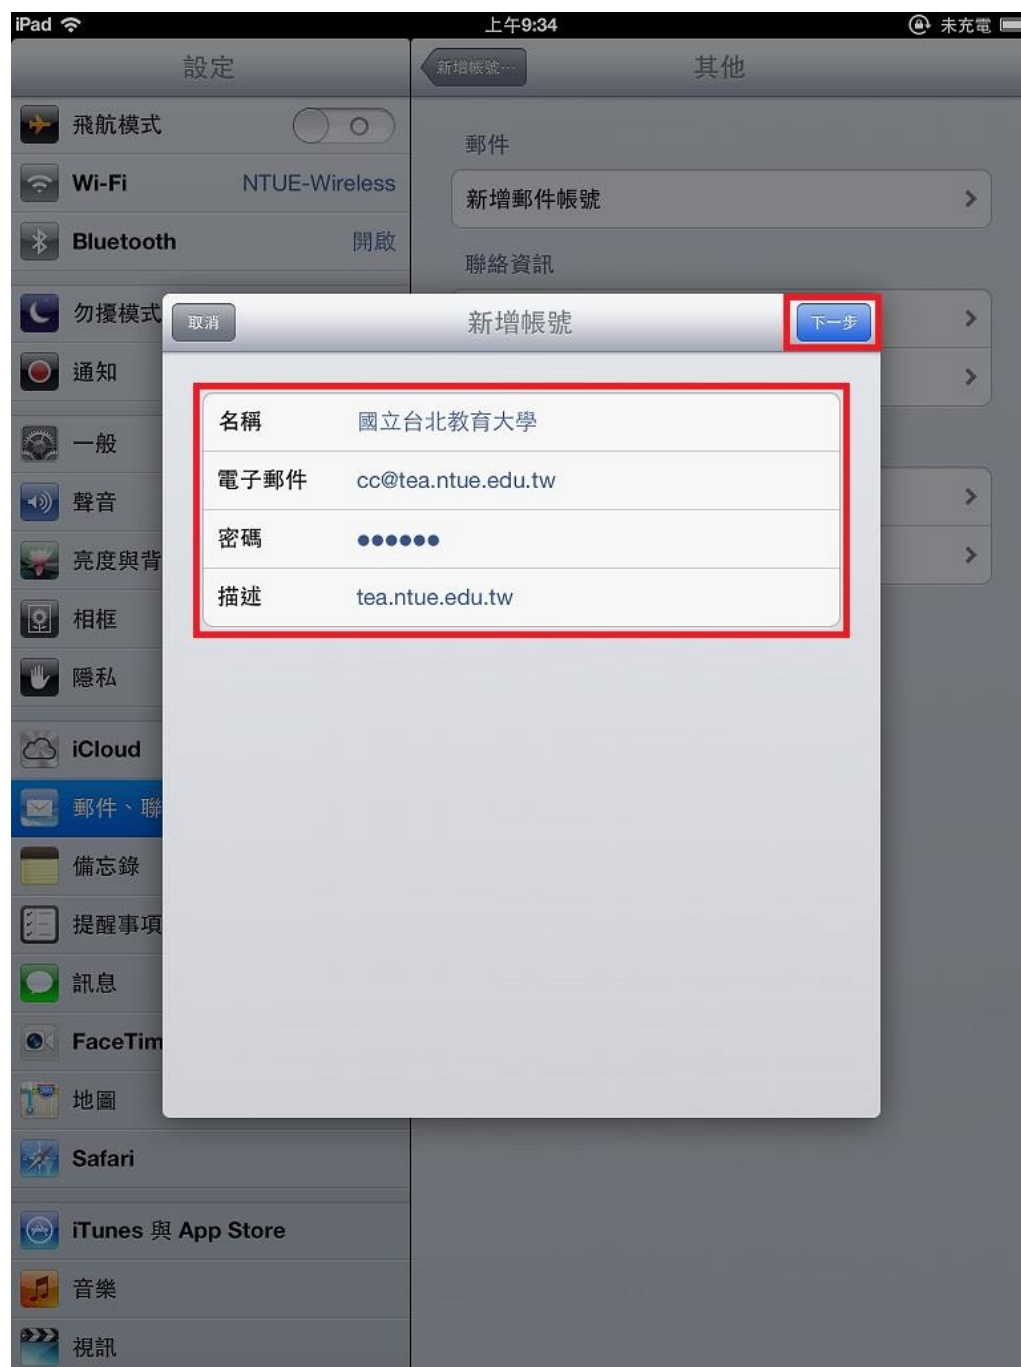 iPad 上午9:34 未充電
設定
飛航模式
Wi-Fi NTUE-Wireless
Bluetooth 開啟
勿擾模式
通知
一般
聲音
亮度與背
相框
隱私
iCloud
郵件、聯
備忘錄
提醒事項
訊息
FaceTim
地圖
Safari
iTunes 與 App Store
音樂
視訊
新增帳號⋯ 其他
郵件
新增郵件帳號
聯絡資訊
取消 新增帳號 下一步
名稱 國立台北教育大學
電子郵件 cc@tea.ntue.edu.tw
密碼 ●●●●●●
描述 tea.ntue.edu.tw